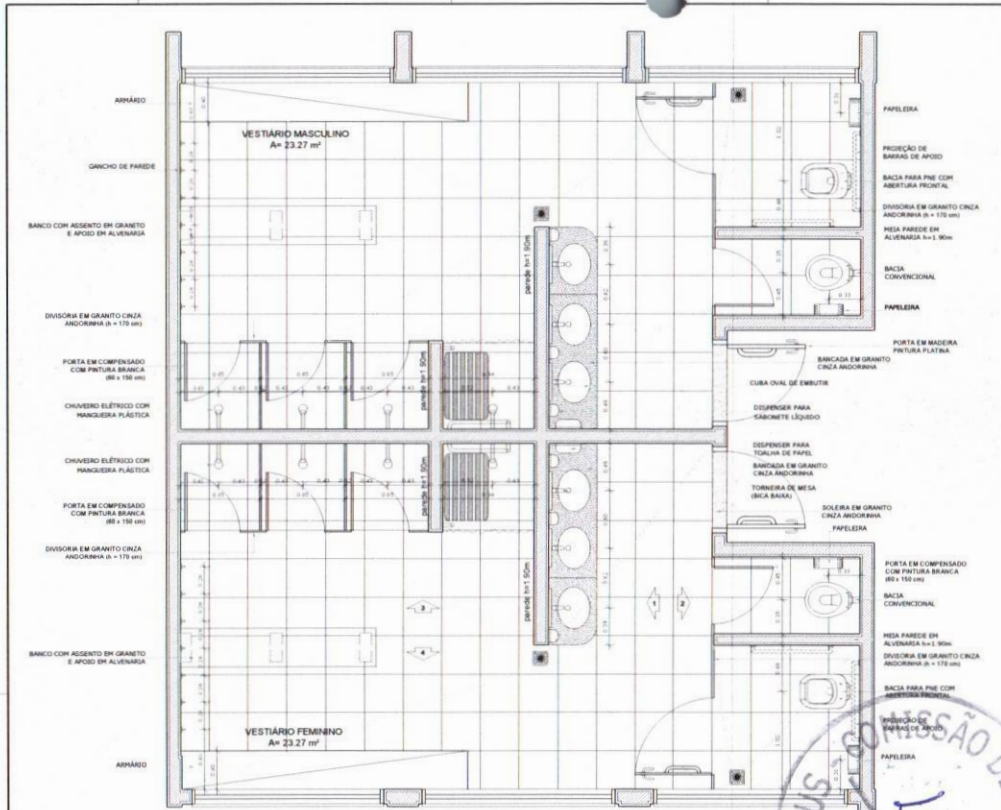 ARMÁRIO
GANCHO DE PAREDE
BANCO COM ASSENTO EM GRANITO
E APOIO EM ALVENARIA
DIVISÓRIA EM GRANITO CINZA
ANDORINHA (h = 170 cm)
PORTA EM COMPENSADO
COM PINTURA BRANCA
(60 x 150 cm)
CHUVEIRO ELÉTRICO COM
MANGUEIRA PLÁSTICA
CHUVEIRO ELÉTRICO COM
MANGUEIRA PLÁSTICA
PORTA EM COMPENSADO
COM PINTURA BRANCA
(60 x 150 cm)
DIVISÓRIA EM GRANITO CINZA
ANDORINHA (h = 170 cm)
BANCO COM ASSENTO EM GRANITO
E APOIO EM ALVENARIA
ARMÁRIO
VESTIÁRIO MASCULINO
A= 23.27 m²
parede h=1.90m
parede h=1.90m
parede h=1.90m
parede h=1.90m
3
4
1
2
VESTIÁRIO FEMININO
A= 23.27 m²
PAPELEIRA
PROJEÇÃO DE
BARRAS DE APOIO
BACIA PARA PNE COM
ABERTURA FRONTAL
DIVISÓRIA EM GRANITO CINZA
ANDORINHA (h = 170 cm)
MEIA PAREDE EM
ALVENARIA h=1.90m
BACIA
CONVENCIONAL
PAPELEIRA
PORTA EM MADEIRA
PINTURA PLATINA
BANCADA EM GRANITO
CINZA ANDORINHA
CUBA OVAL DE EMBUTIR
DISPENSER PARA
SABONETE LÍQUIDO
DISPENSER PARA
TOALHA DE PAPEL
BANDADA EM GRANITO
CINZA ANDORINHA
TORNEIRA DE MESA
(BICA BAIXA)
SOLEIRA EM GRANITO
CINZA ANDORINHA
PAPELEIRA
PORTA EM COMPENSADO
COM PINTURA BRANCA
(60 x 150 cm)
BACIA
CONVENCIONAL
MEIA PAREDE EM
ALVENARIA h=1.90m
DIVISÓRIA EM GRANITO CINZA
ANDORINHA (h = 170 cm)
BACIA PARA PNE COM
ABERTURA FRONTAL
PROJEÇÃO DE
BARRAS DE APOIO
PAPELEIRA
COMISSÃO